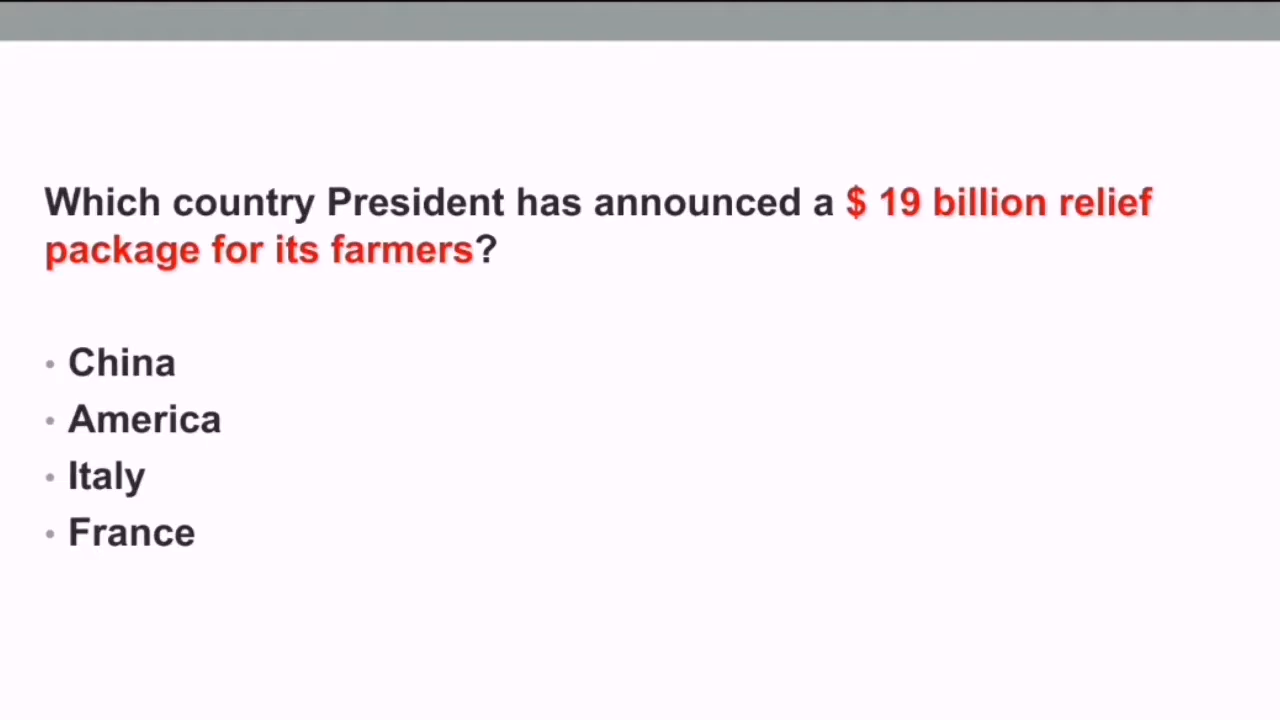 Which country President has announced a $ 19 billion relief
package for its farmers?
• China
• America
• Italy
• France